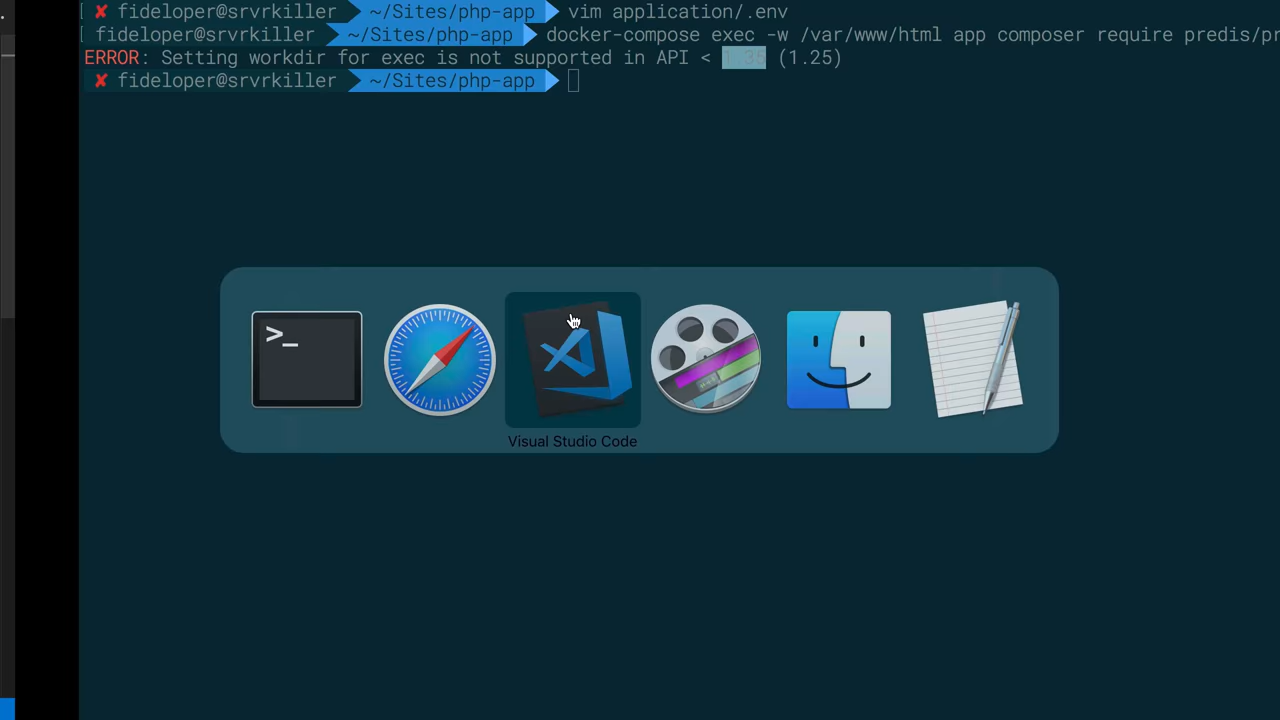 ✘ fideloper@srvrkiller ~/Sites/php-app vim application/.env
[ fideloper@srvrkiller ~/Sites/php-app docker-compose exec -w /var/www/html app composer require predis/pr
ERROR: Setting workdir for exec is not supported in API < 1.35 (1.25)
✘ fideloper@srvrkiller ~/Sites/php-app
>_
Visual Studio Code